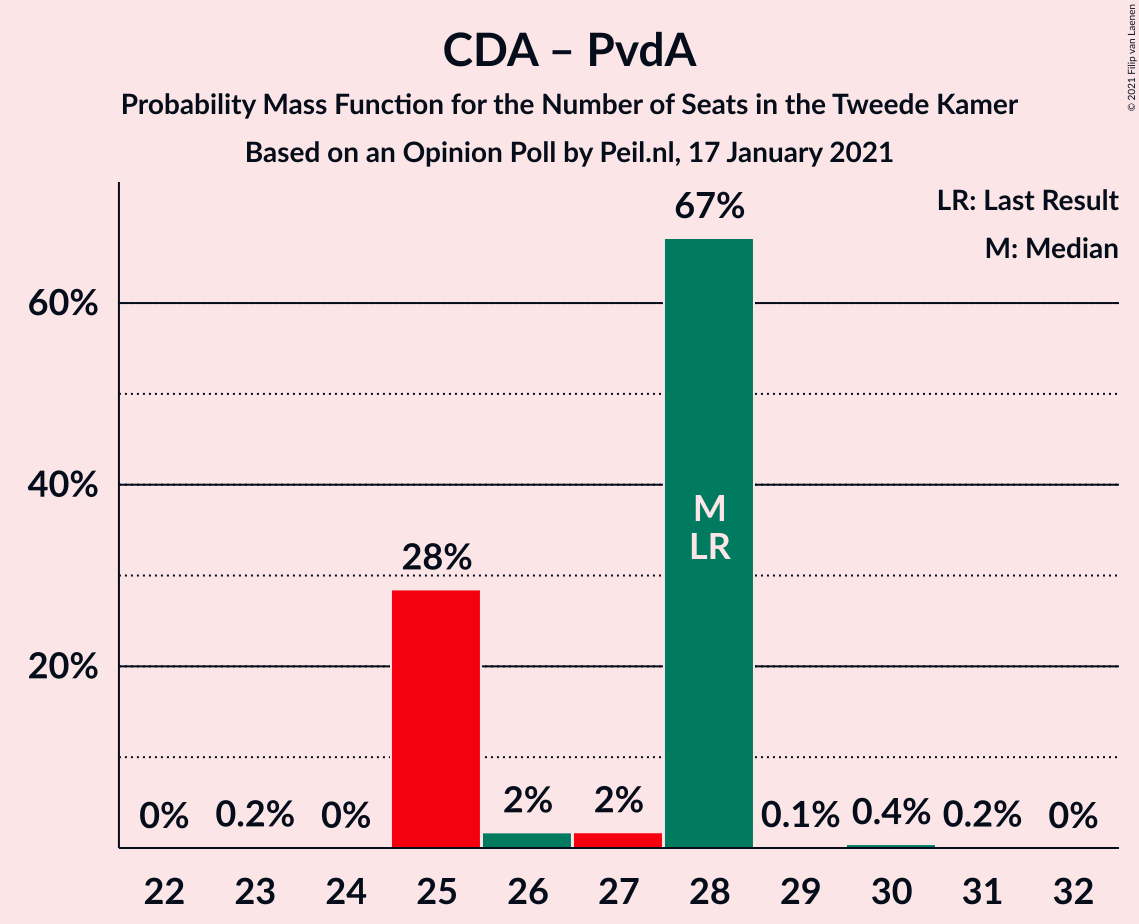 CDA – PvdA
Probability Mass Function for the Number of Seats in the Tweede Kamer
Based on an Opinion Poll by Peil.nl, 17 January 2021
© 2021 Filip van Laenen
LR: Last Result
M: Median
60%
40%
20%
0%
0.2%
0%
28%
2%
2%
67%
M
LR
0.1%
0.4%
0.2%
0%
22 23 24 25 26 27 28 29 30 31 32